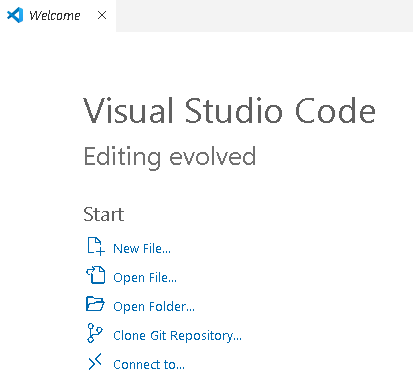 Welcome
Visual Studio Code
Editing evolved
Start
New File...
Open File...
Open Folder...
Clone Git Repository...
Connect to...